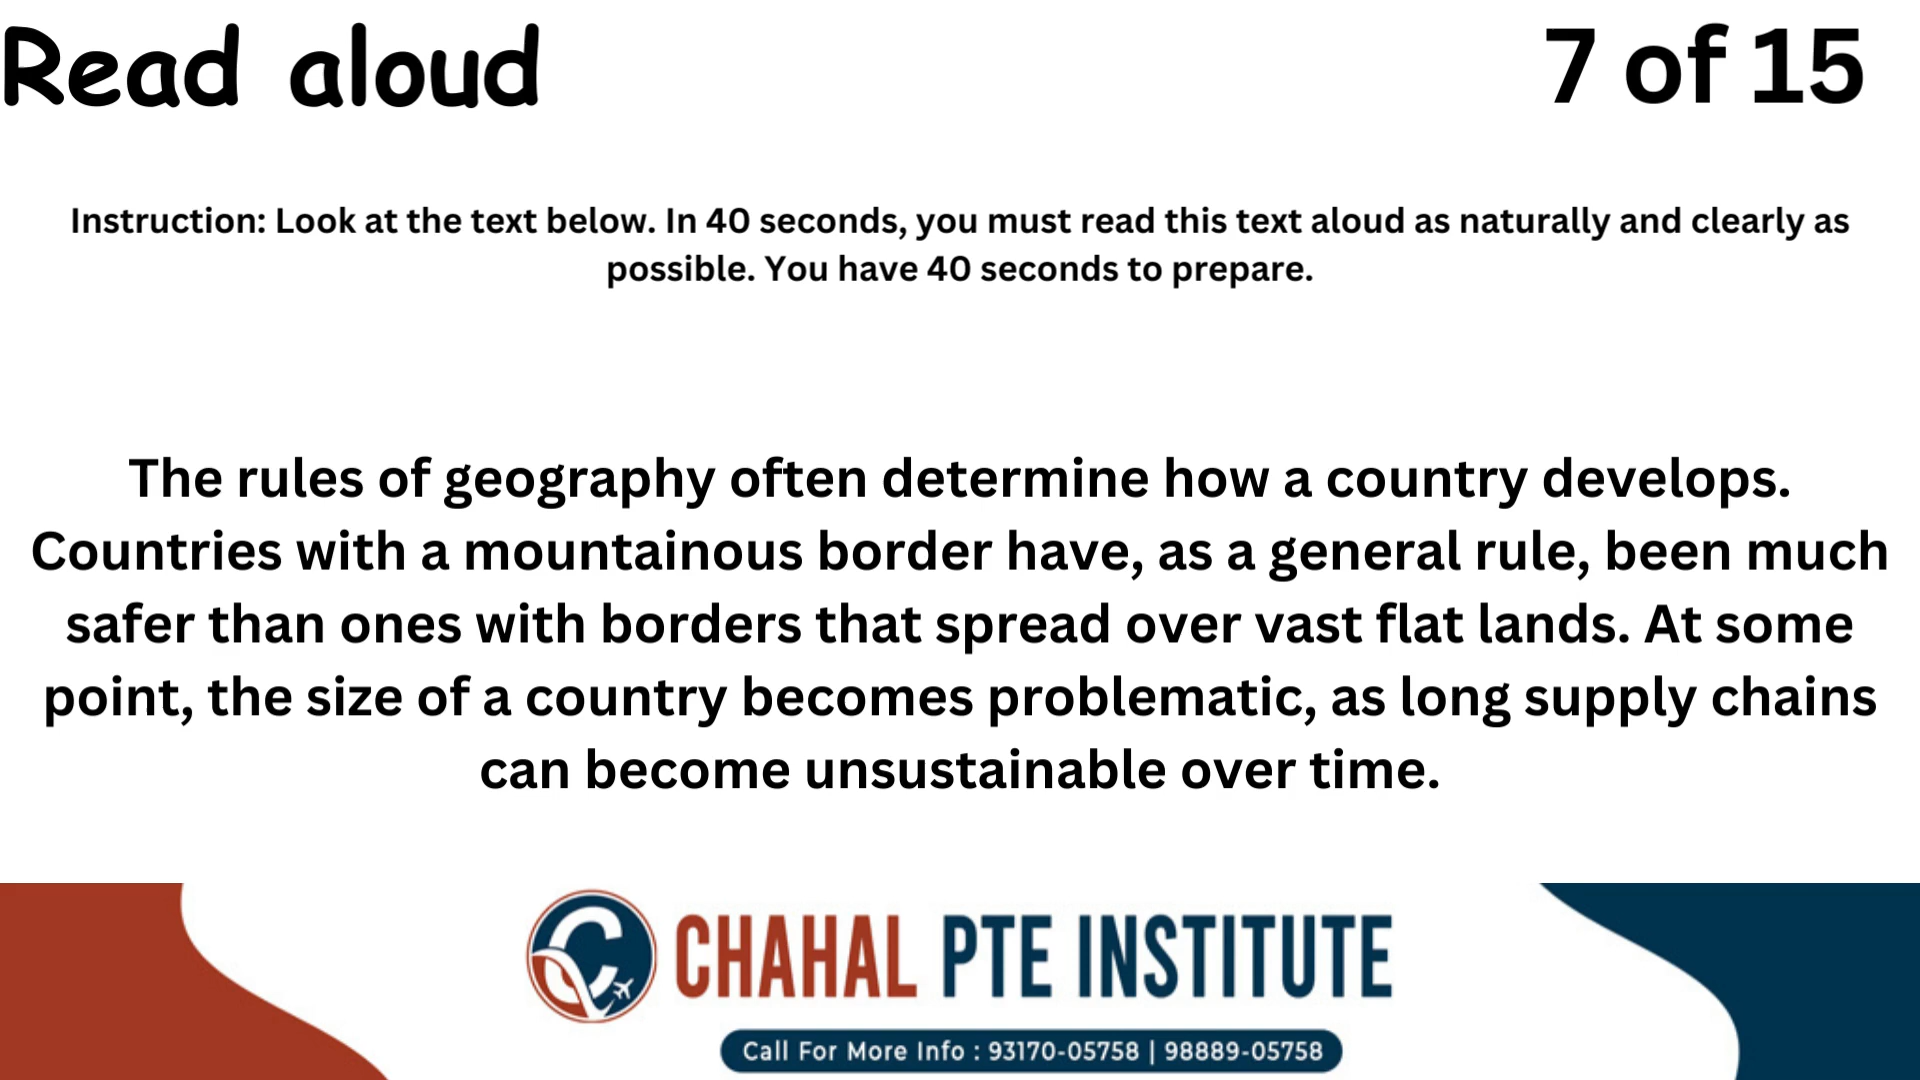 Read aloud
7 of 15
Instruction: Look at the text below. In 40 seconds, you must read this text aloud as naturally and clearly as
possible. You have 40 seconds to prepare.
The rules of geography often determine how a country develops.
Countries with a mountainous border have, as a general rule, been much
safer than ones with borders that spread over vast flat lands. At some
point, the size of a country becomes problematic, as long supply chains
can become unsustainable over time.
CHAHAL PTE INSTITUTE
Call For More Info : 93170-05758 | 98889-05758